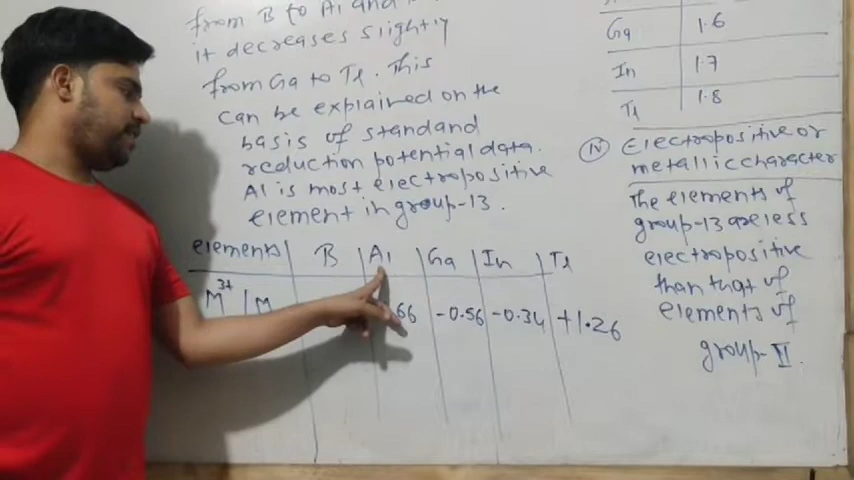 from B to Al and
it decreases slightly
from Ga to Tl. This
can be explained on the
basis of standand
reduction potential data.
Al is most electropositive
element in group-13.
elements B Al Ga In Tl
M3+ | M 66 -0.56 -0.34 +1.26
Ga 1.6
In 1.7
Tl 1.8
(iv) Electropositive or
metallic character
The elements of
group-13 are less
electropositive
than that of
elements of
group-II.